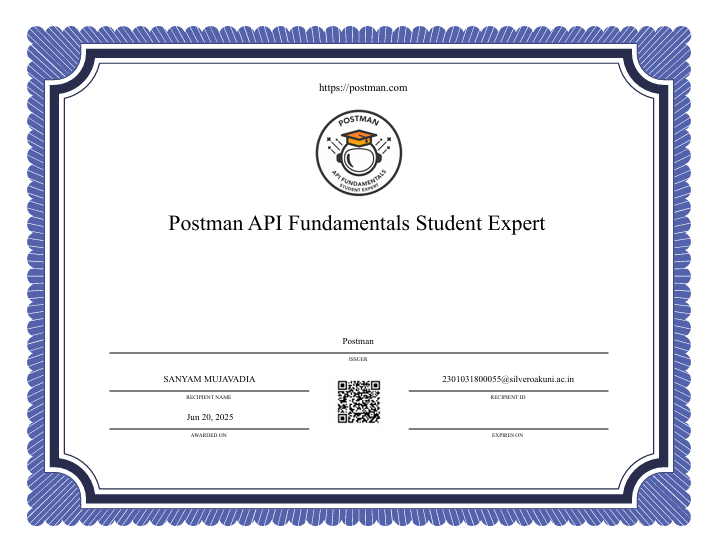 https://postman.com
POSTMAN
API FUNDAMENTALS
STUDENT EXPERT
Postman API Fundamentals Student Expert
Postman
ISSUER
SANYAM MUJAVADIA
2301031800055@silveroakuni.ac.in
RECIPIENT NAME
RECIPIENT ID
Jun 20, 2025
AWARDED ON
EXPIRES ON